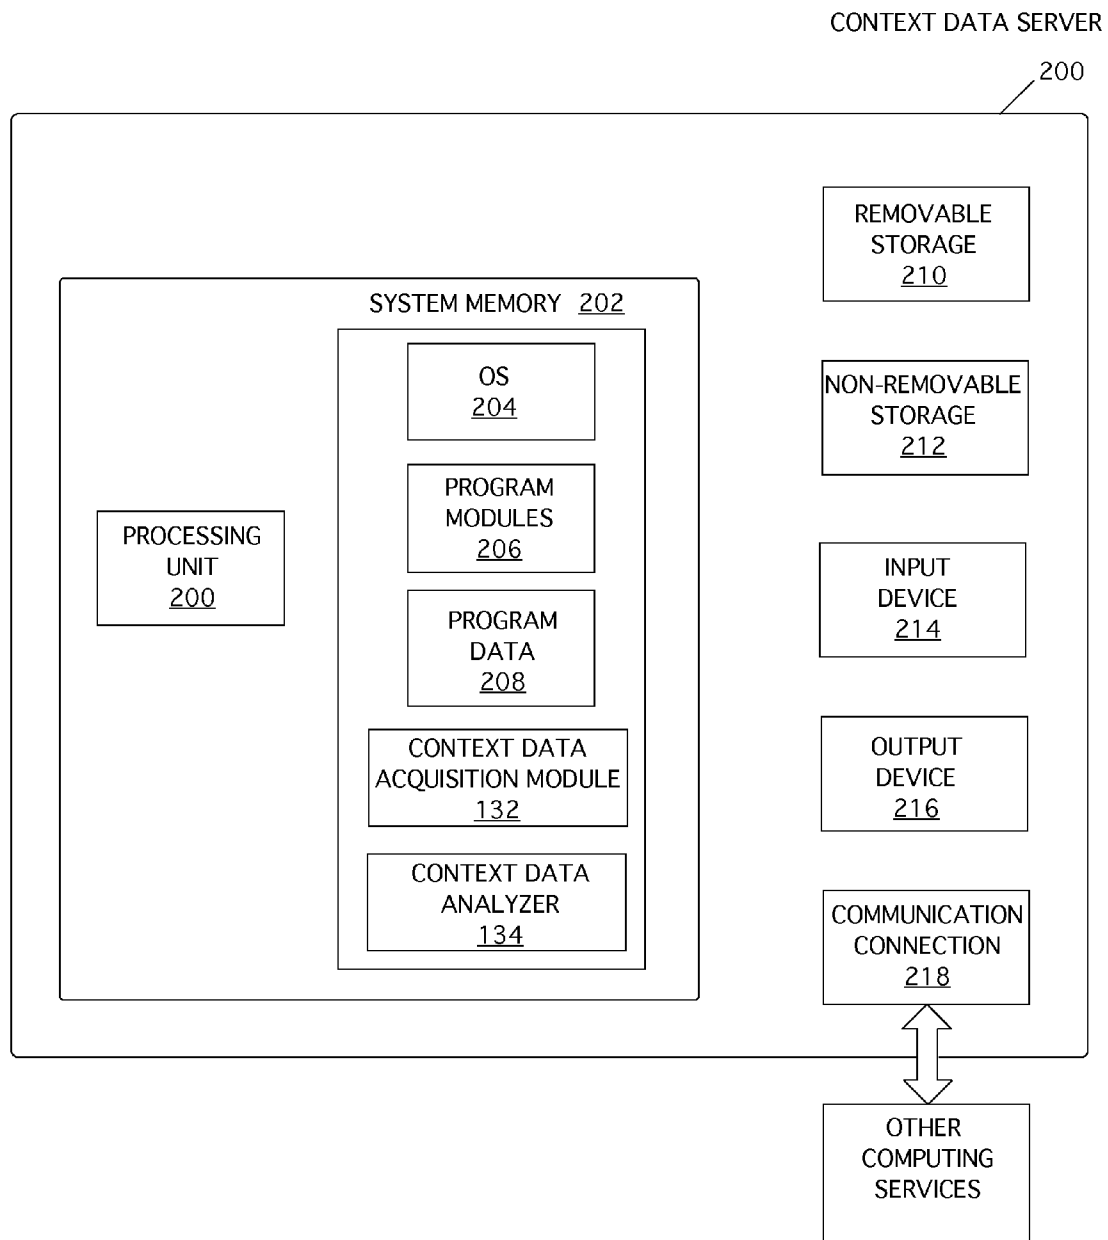 CONTEXT DATA SERVER
200
REMOVABLE
STORAGE
210
SYSTEM MEMORY 202
OS
204
NON-REMOVABLE
STORAGE
212
PROGRAM
MODULES
206
PROCESSING
UNIT
200
INPUT
DEVICE
214
PROGRAM
DATA
208
CONTEXT DATA
ACQUISITION MODULE
132
OUTPUT
DEVICE
216
CONTEXT DATA
ANALYZER
134
COMMUNICATION
CONNECTION
218
OTHER
COMPUTING
SERVICES